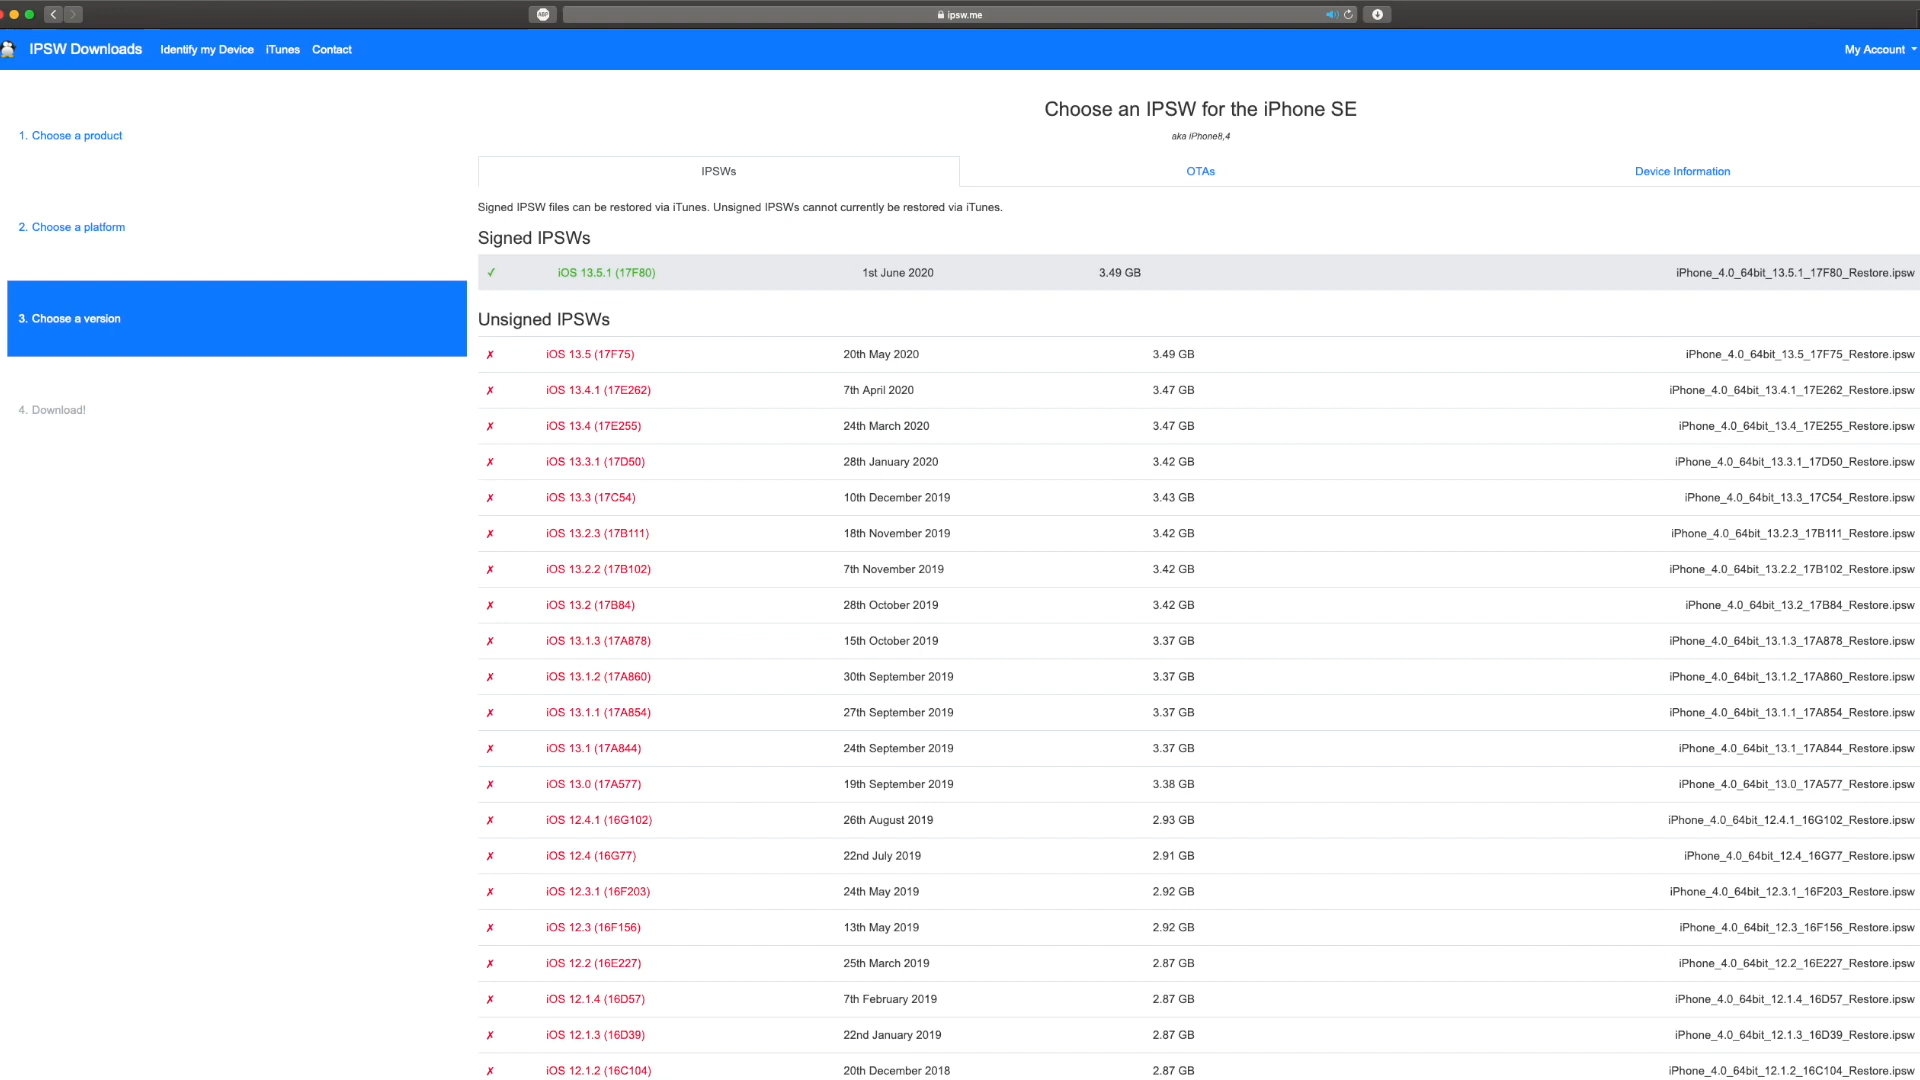 ABP
ipsw.me
IPSW Downloads Identify my Device iTunes Contact My Account
Choose an IPSW for the iPhone SE
aka iPhone8,4
1. Choose a product
2. Choose a platform
3. Choose a version
4. Download!
IPSWs OTAs Device Information
Signed IPSW files can be restored via iTunes. Unsigned IPSWs cannot currently be restored via iTunes.
Signed IPSWs
✓ iOS 13.5.1 (17F80) 1st June 2020 3.49 GB iPhone_4.0_64bit_13.5.1_17F80_Restore.ipsw
Unsigned IPSWs
✗ iOS 13.5 (17F75) 20th May 2020 3.49 GB iPhone_4.0_64bit_13.5_17F75_Restore.ipsw
✗ iOS 13.4.1 (17E262) 7th April 2020 3.47 GB iPhone_4.0_64bit_13.4.1_17E262_Restore.ipsw
✗ iOS 13.4 (17E255) 24th March 2020 3.47 GB iPhone_4.0_64bit_13.4_17E255_Restore.ipsw
✗ iOS 13.3.1 (17D50) 28th January 2020 3.42 GB iPhone_4.0_64bit_13.3.1_17D50_Restore.ipsw
✗ iOS 13.3 (17C54) 10th December 2019 3.43 GB iPhone_4.0_64bit_13.3_17C54_Restore.ipsw
✗ iOS 13.2.3 (17B111) 18th November 2019 3.42 GB iPhone_4.0_64bit_13.2.3_17B111_Restore.ipsw
✗ iOS 13.2.2 (17B102) 7th November 2019 3.42 GB iPhone_4.0_64bit_13.2.2_17B102_Restore.ipsw
✗ iOS 13.2 (17B84) 28th October 2019 3.42 GB iPhone_4.0_64bit_13.2_17B84_Restore.ipsw
✗ iOS 13.1.3 (17A878) 15th October 2019 3.37 GB iPhone_4.0_64bit_13.1.3_17A878_Restore.ipsw
✗ iOS 13.1.2 (17A860) 30th September 2019 3.37 GB iPhone_4.0_64bit_13.1.2_17A860_Restore.ipsw
✗ iOS 13.1.1 (17A854) 27th September 2019 3.37 GB iPhone_4.0_64bit_13.1.1_17A854_Restore.ipsw
✗ iOS 13.1 (17A844) 24th September 2019 3.37 GB iPhone_4.0_64bit_13.1_17A844_Restore.ipsw
✗ iOS 13.0 (17A577) 19th September 2019 3.38 GB iPhone_4.0_64bit_13.0_17A577_Restore.ipsw
✗ iOS 12.4.1 (16G102) 26th August 2019 2.93 GB iPhone_4.0_64bit_12.4.1_16G102_Restore.ipsw
✗ iOS 12.4 (16G77) 22nd July 2019 2.91 GB iPhone_4.0_64bit_12.4_16G77_Restore.ipsw
✗ iOS 12.3.1 (16F203) 24th May 2019 2.92 GB iPhone_4.0_64bit_12.3.1_16F203_Restore.ipsw
✗ iOS 12.3 (16F156) 13th May 2019 2.92 GB iPhone_4.0_64bit_12.3_16F156_Restore.ipsw
✗ iOS 12.2 (16E227) 25th March 2019 2.87 GB iPhone_4.0_64bit_12.2_16E227_Restore.ipsw
✗ iOS 12.1.4 (16D57) 7th February 2019 2.87 GB iPhone_4.0_64bit_12.1.4_16D57_Restore.ipsw
✗ iOS 12.1.3 (16D39) 22nd January 2019 2.87 GB iPhone_4.0_64bit_12.1.3_16D39_Restore.ipsw
✗ iOS 12.1.2 (16C104) 20th December 2018 2.87 GB iPhone_4.0_64bit_12.1.2_16C104_Restore.ipsw